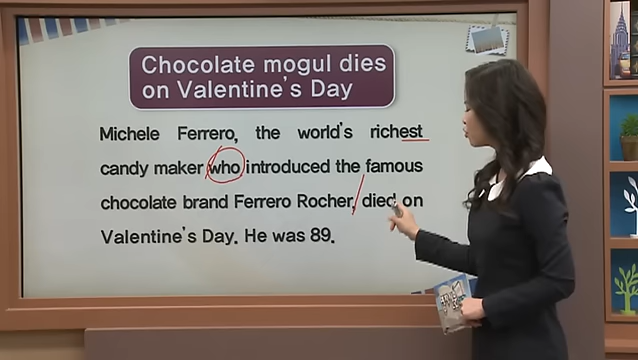 Chocolate mogul dies
on Valentine's Day
Michele Ferrero, the world's richest
candy maker who introduced the famous
chocolate brand Ferrero Rocher, died on
Valentine's Day. He was 89.